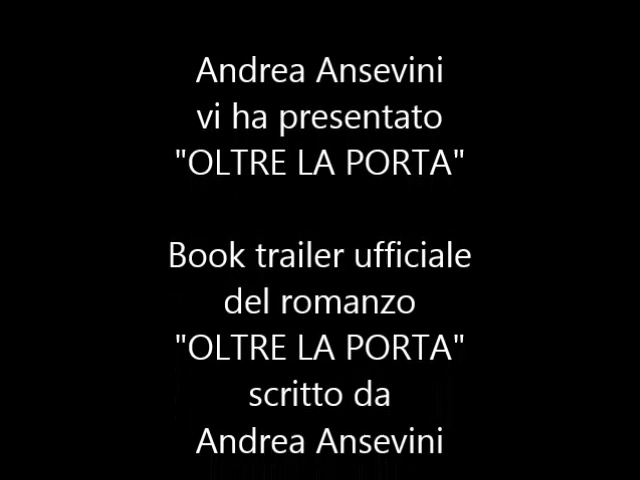 Andrea Ansevini
vi ha presentato
"OLTRE LA PORTA"
Book trailer ufficiale
del romanzo
"OLTRE LA PORTA"
scritto da
Andrea Ansevini